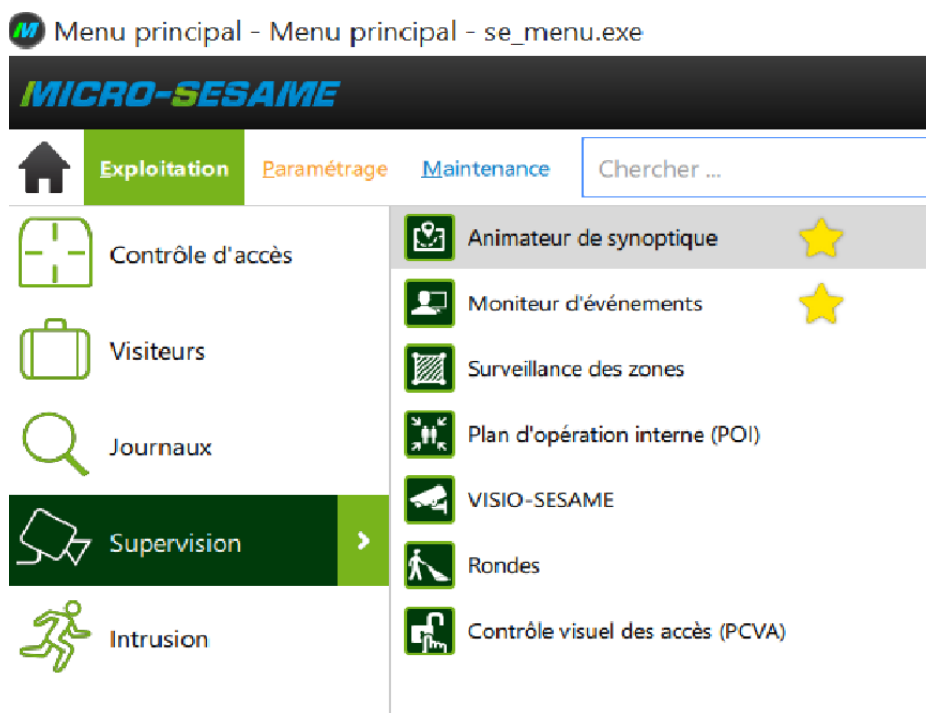 Menu principal - Menu principal - se_menu.exe
MICRO-SESAME
Exploitation Paramétrage Maintenance Chercher ...
Contrôle d'accès
Visiteurs
Journaux
Supervision
Intrusion
Animateur de synoptique
Moniteur d'événements
Surveillance des zones
Plan d'opération interne (POI)
VISIO-SESAME
Rondes
Contrôle visuel des accès (PCVA)